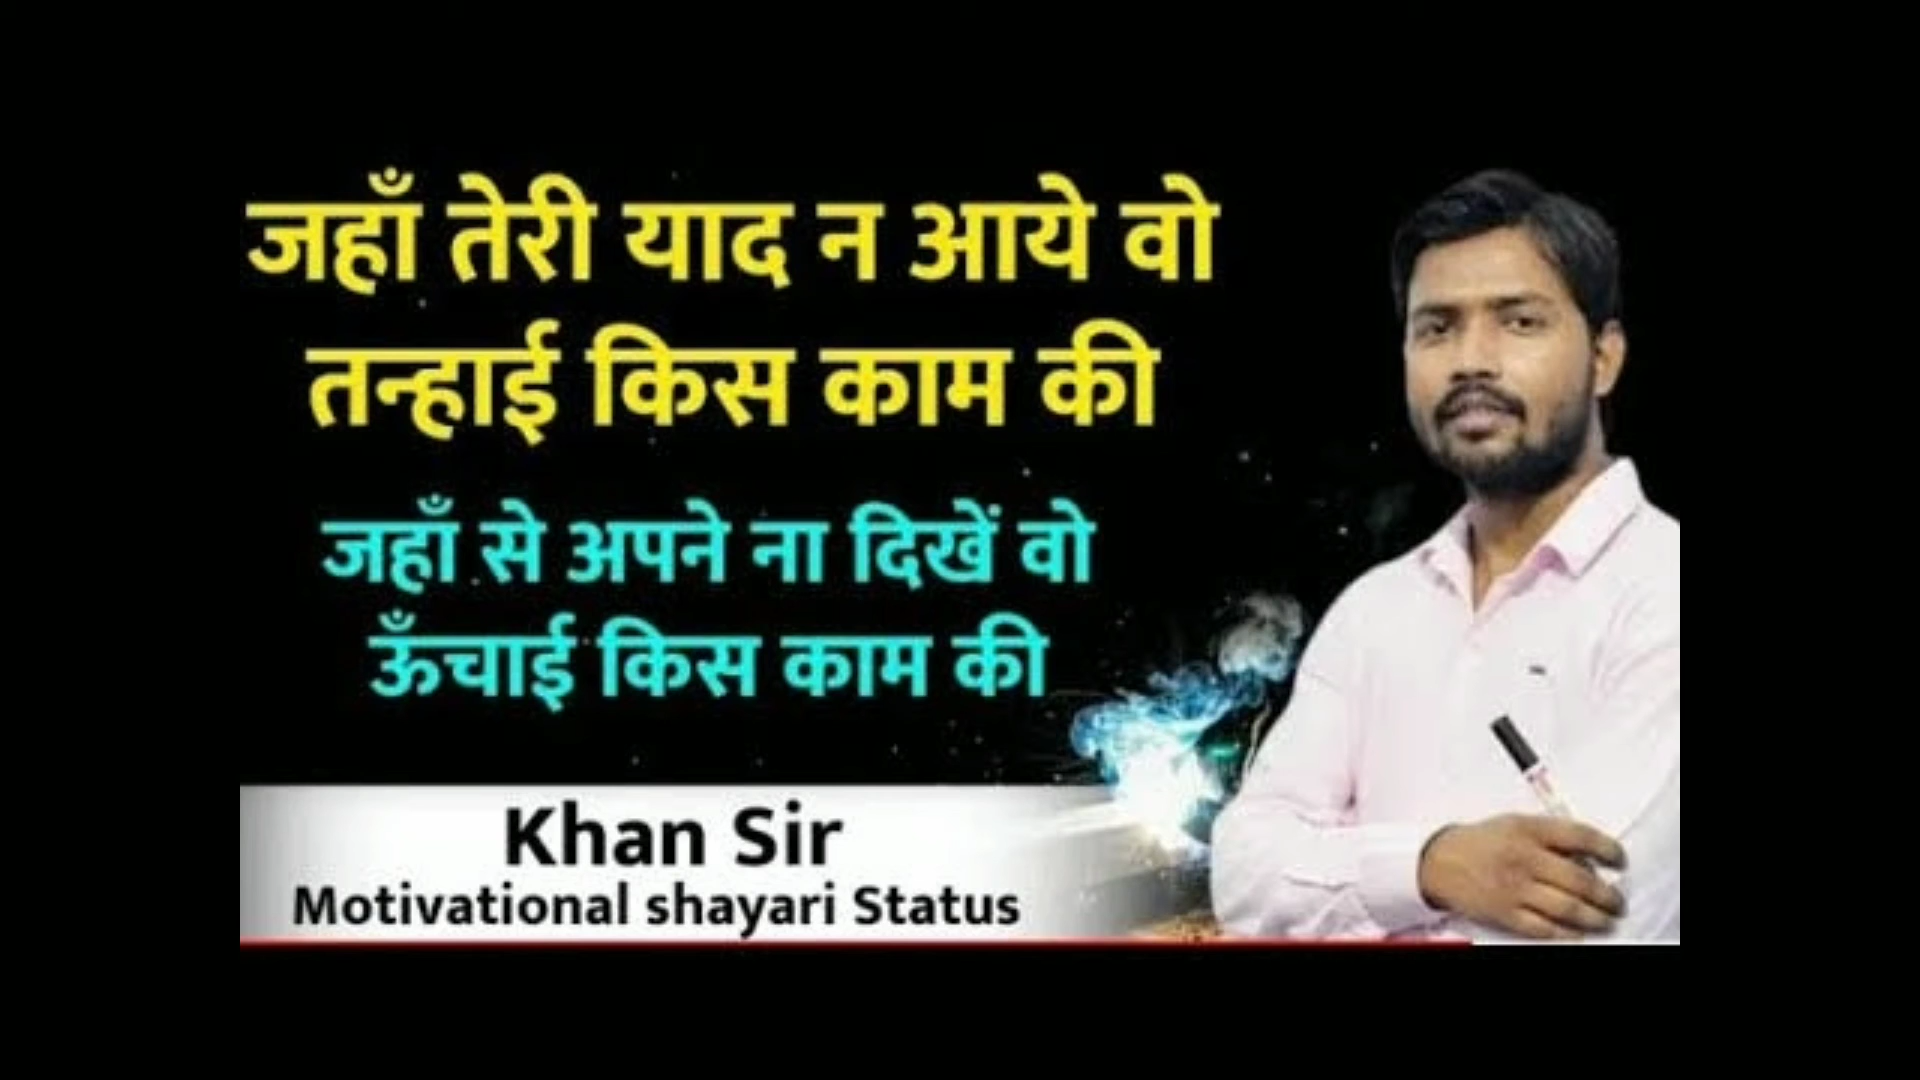 जहाँ तेरी याद न आये वो
तन्हाई किस काम की
जहाँ से अपने ना दिखें वो
ऊँचाई किस काम की
Khan Sir
Motivational shayari Status